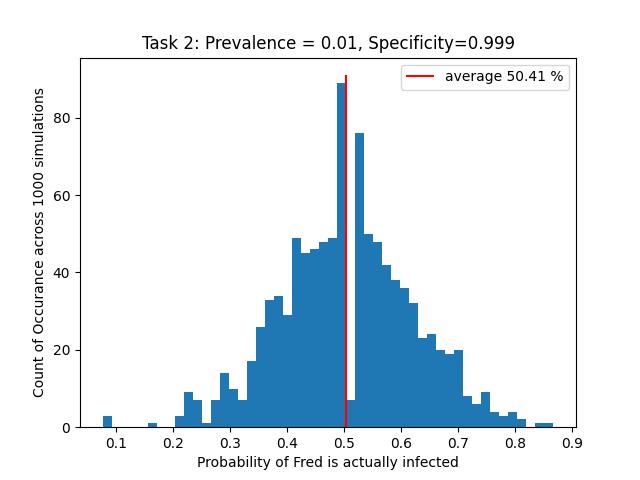 Task 2: Prevalence = 0.01, Specificity=0.999
average 50.41 %
Count of Occurance across 1000 simulations
80
60
40
20
0
0.1 0.2 0.3 0.4 0.5 0.6 0.7 0.8 0.9
Probability of Fred is actually infected